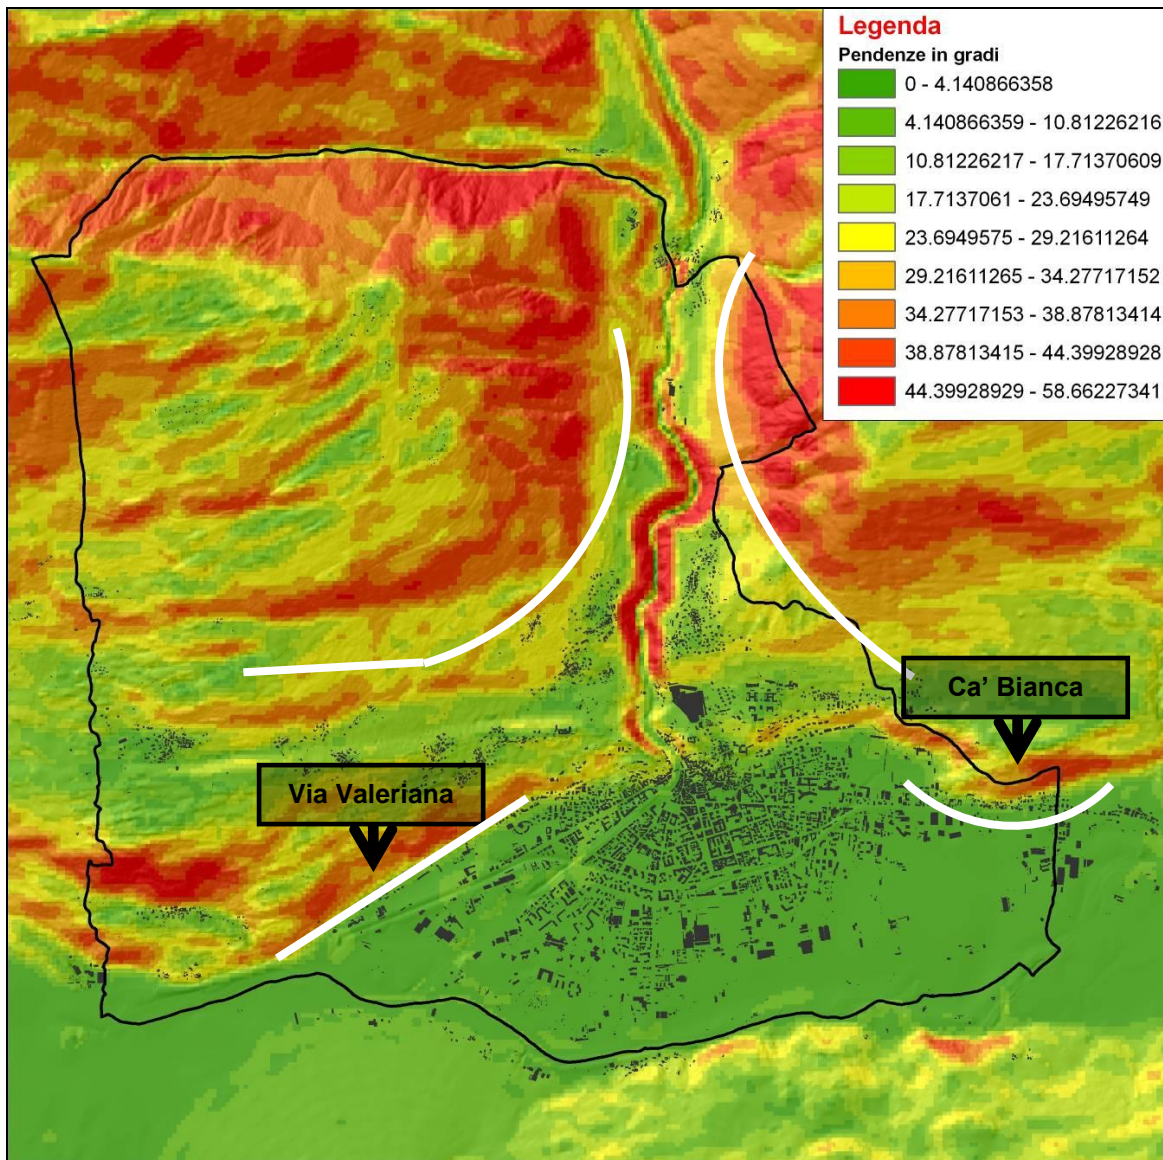 Legenda
Pendenze in gradi
0 - 4.140866358
4.140866359 - 10.81226216
10.81226217 - 17.71370609
17.7137061 - 23.69495749
23.6949575 - 29.21611264
29.21611265 - 34.27717152
34.27717153 - 38.87813414
38.87813415 - 44.39928928
44.39928929 - 58.66227341
Ca' Bianca
Via Valeriana